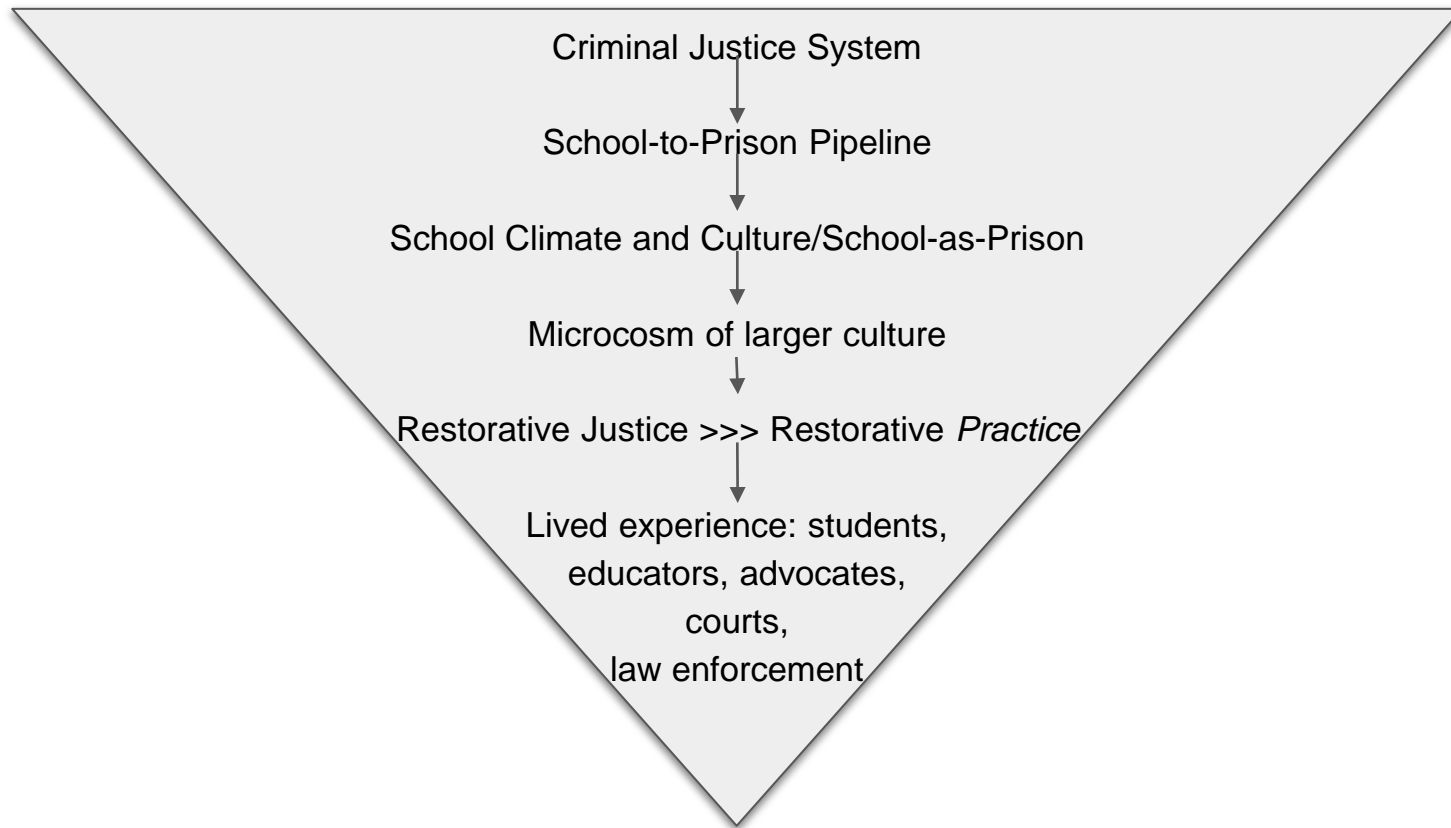 Criminal Justice System
School-to-Prison Pipeline
School Climate and Culture/School-as-Prison
Microcosm of larger culture
Restorative Justice >>> Restorative Practice
Lived experience: students,
educators, advocates,
courts,
law enforcement